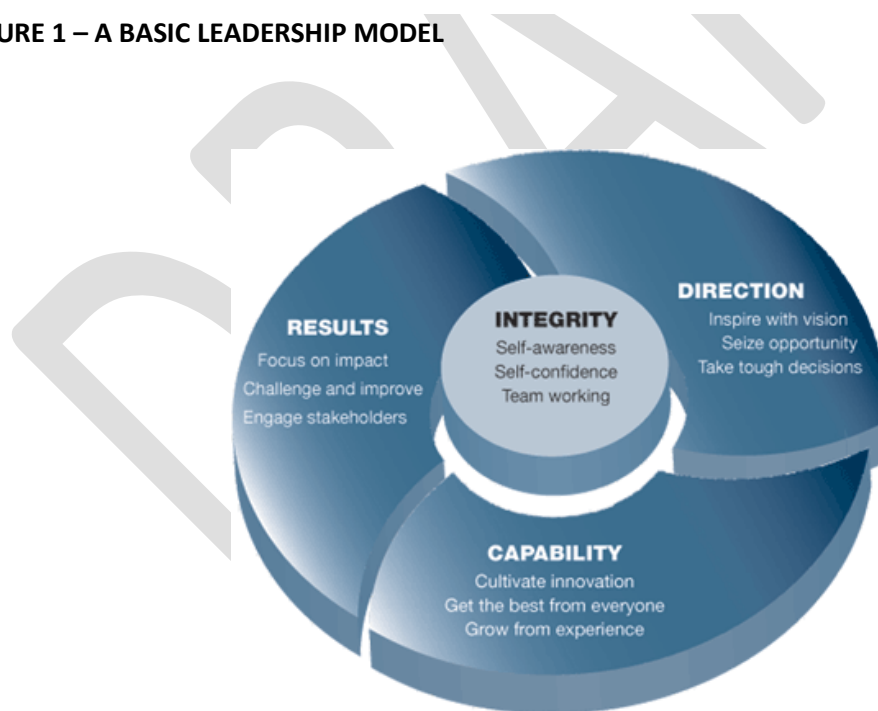 URE 1 – A BASIC LEADERSHIP MODEL
DRA
DIRECTION
Inspire with vision
Seize opportunity
Take tough decisions
INTEGRITY
Self-awareness
Self-confidence
Team working
RESULTS
Focus on impact
Challenge and improve
Engage stakeholders
CAPABILITY
Cultivate innovation
Get the best from everyone
Grow from experience